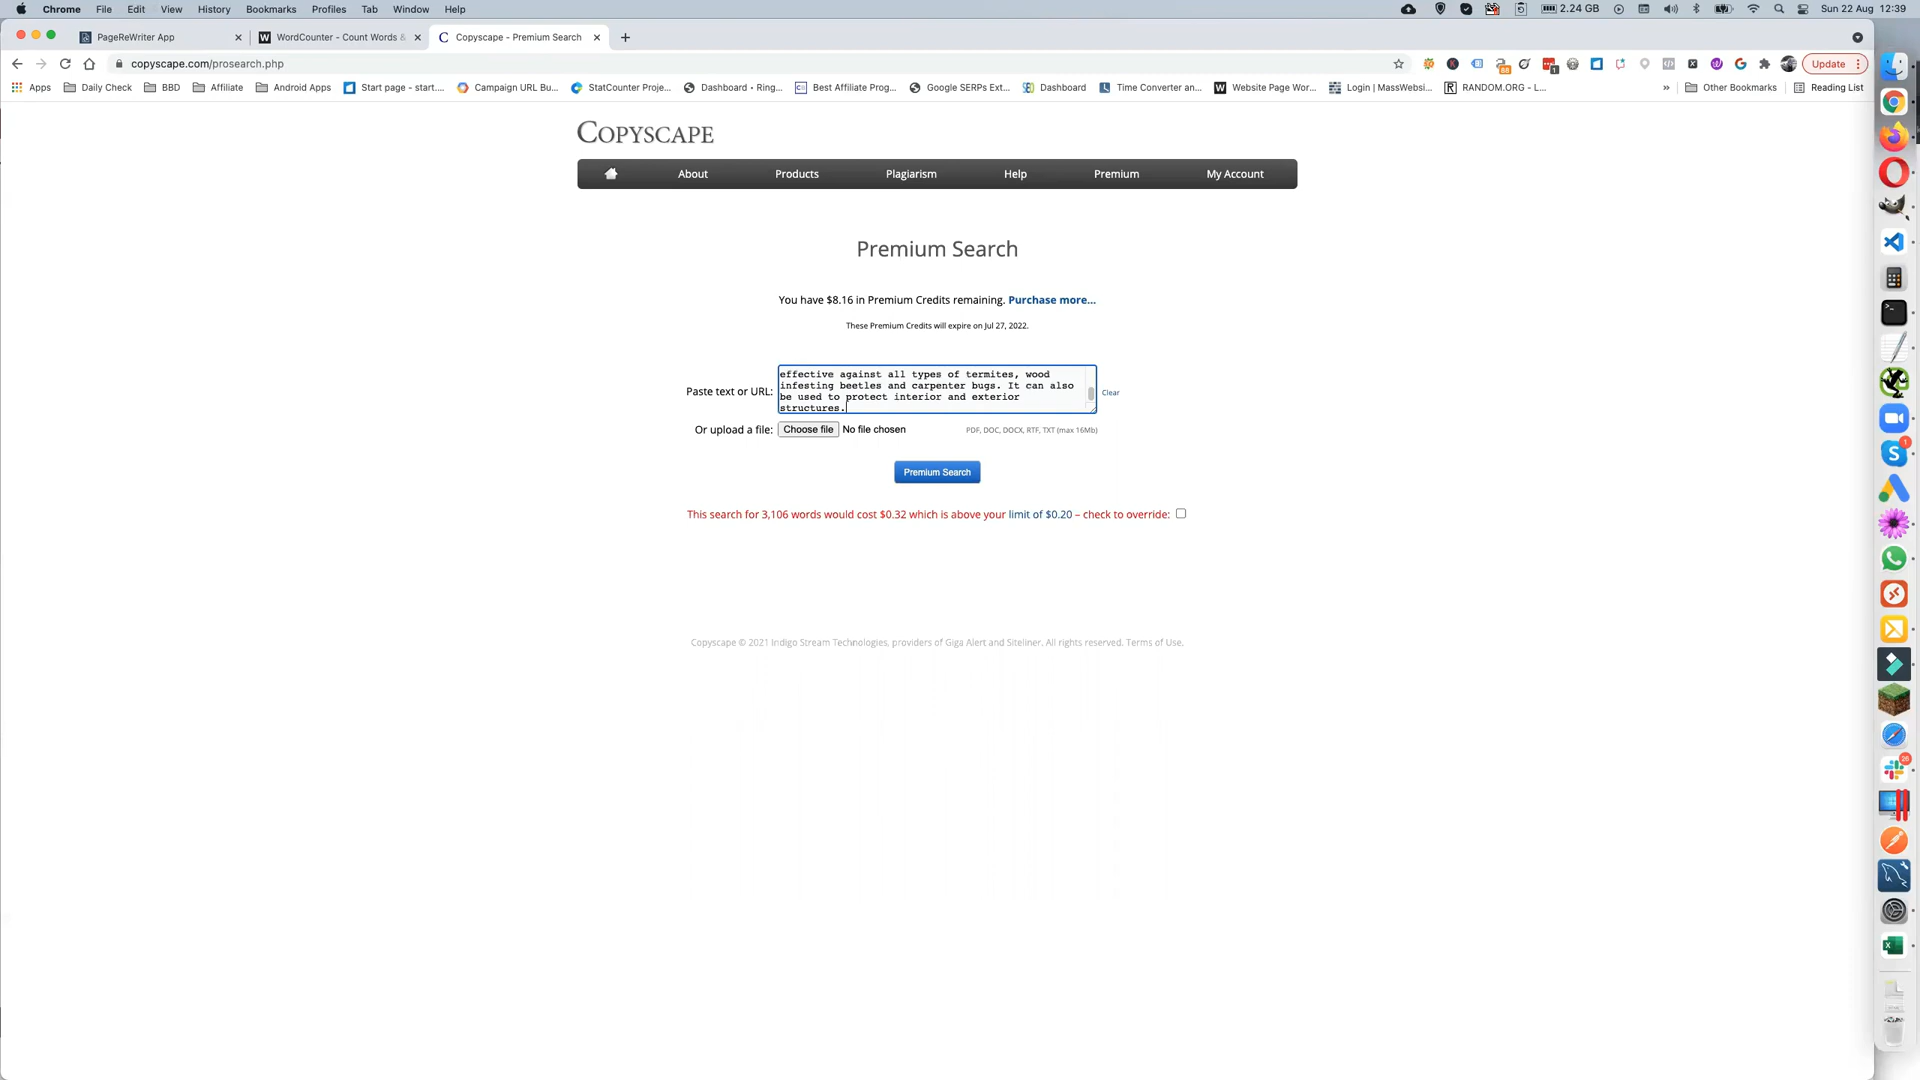 Chrome File Edit View History Bookmarks Profiles Tab Window Help 2.24 GB Sun 22 Aug 12:39
PageReWriter App WordCounter - Count Words & Copyscape - Premium Search
copyscape.com/prosearch.php Update
Apps Daily Check BBD Affiliate Android Apps Start page - start.... Campaign URL Bu... StatCounter Proje... Dashboard • Ring... Best Affiliate Prog... Google SERPs Ext... Dashboard Time Converter an... Website Page Wor... Login | MassWebsi... RANDOM.ORG - L... » Other Bookmarks Reading List
COPYSCAPE
About Products Plagiarism Help Premium My Account
Premium Search
You have $8.16 in Premium Credits remaining. Purchase more...
These Premium Credits will expire on Jul 27, 2022.
Paste text or URL:
effective against all types of termites, wood
infesting beetles and carpenter bugs. It can also
be used to protect interior and exterior
structures.
Clear
Or upload a file: Choose file No file chosen PDF, DOC, DOCX, RTF, TXT (max 16Mb)
Premium Search
This search for 3,106 words would cost $0.32 which is above your limit of $0.20 – check to override:
Copyscape © 2021 Indigo Stream Technologies, providers of Giga Alert and Siteliner. All rights reserved. Terms of Use.